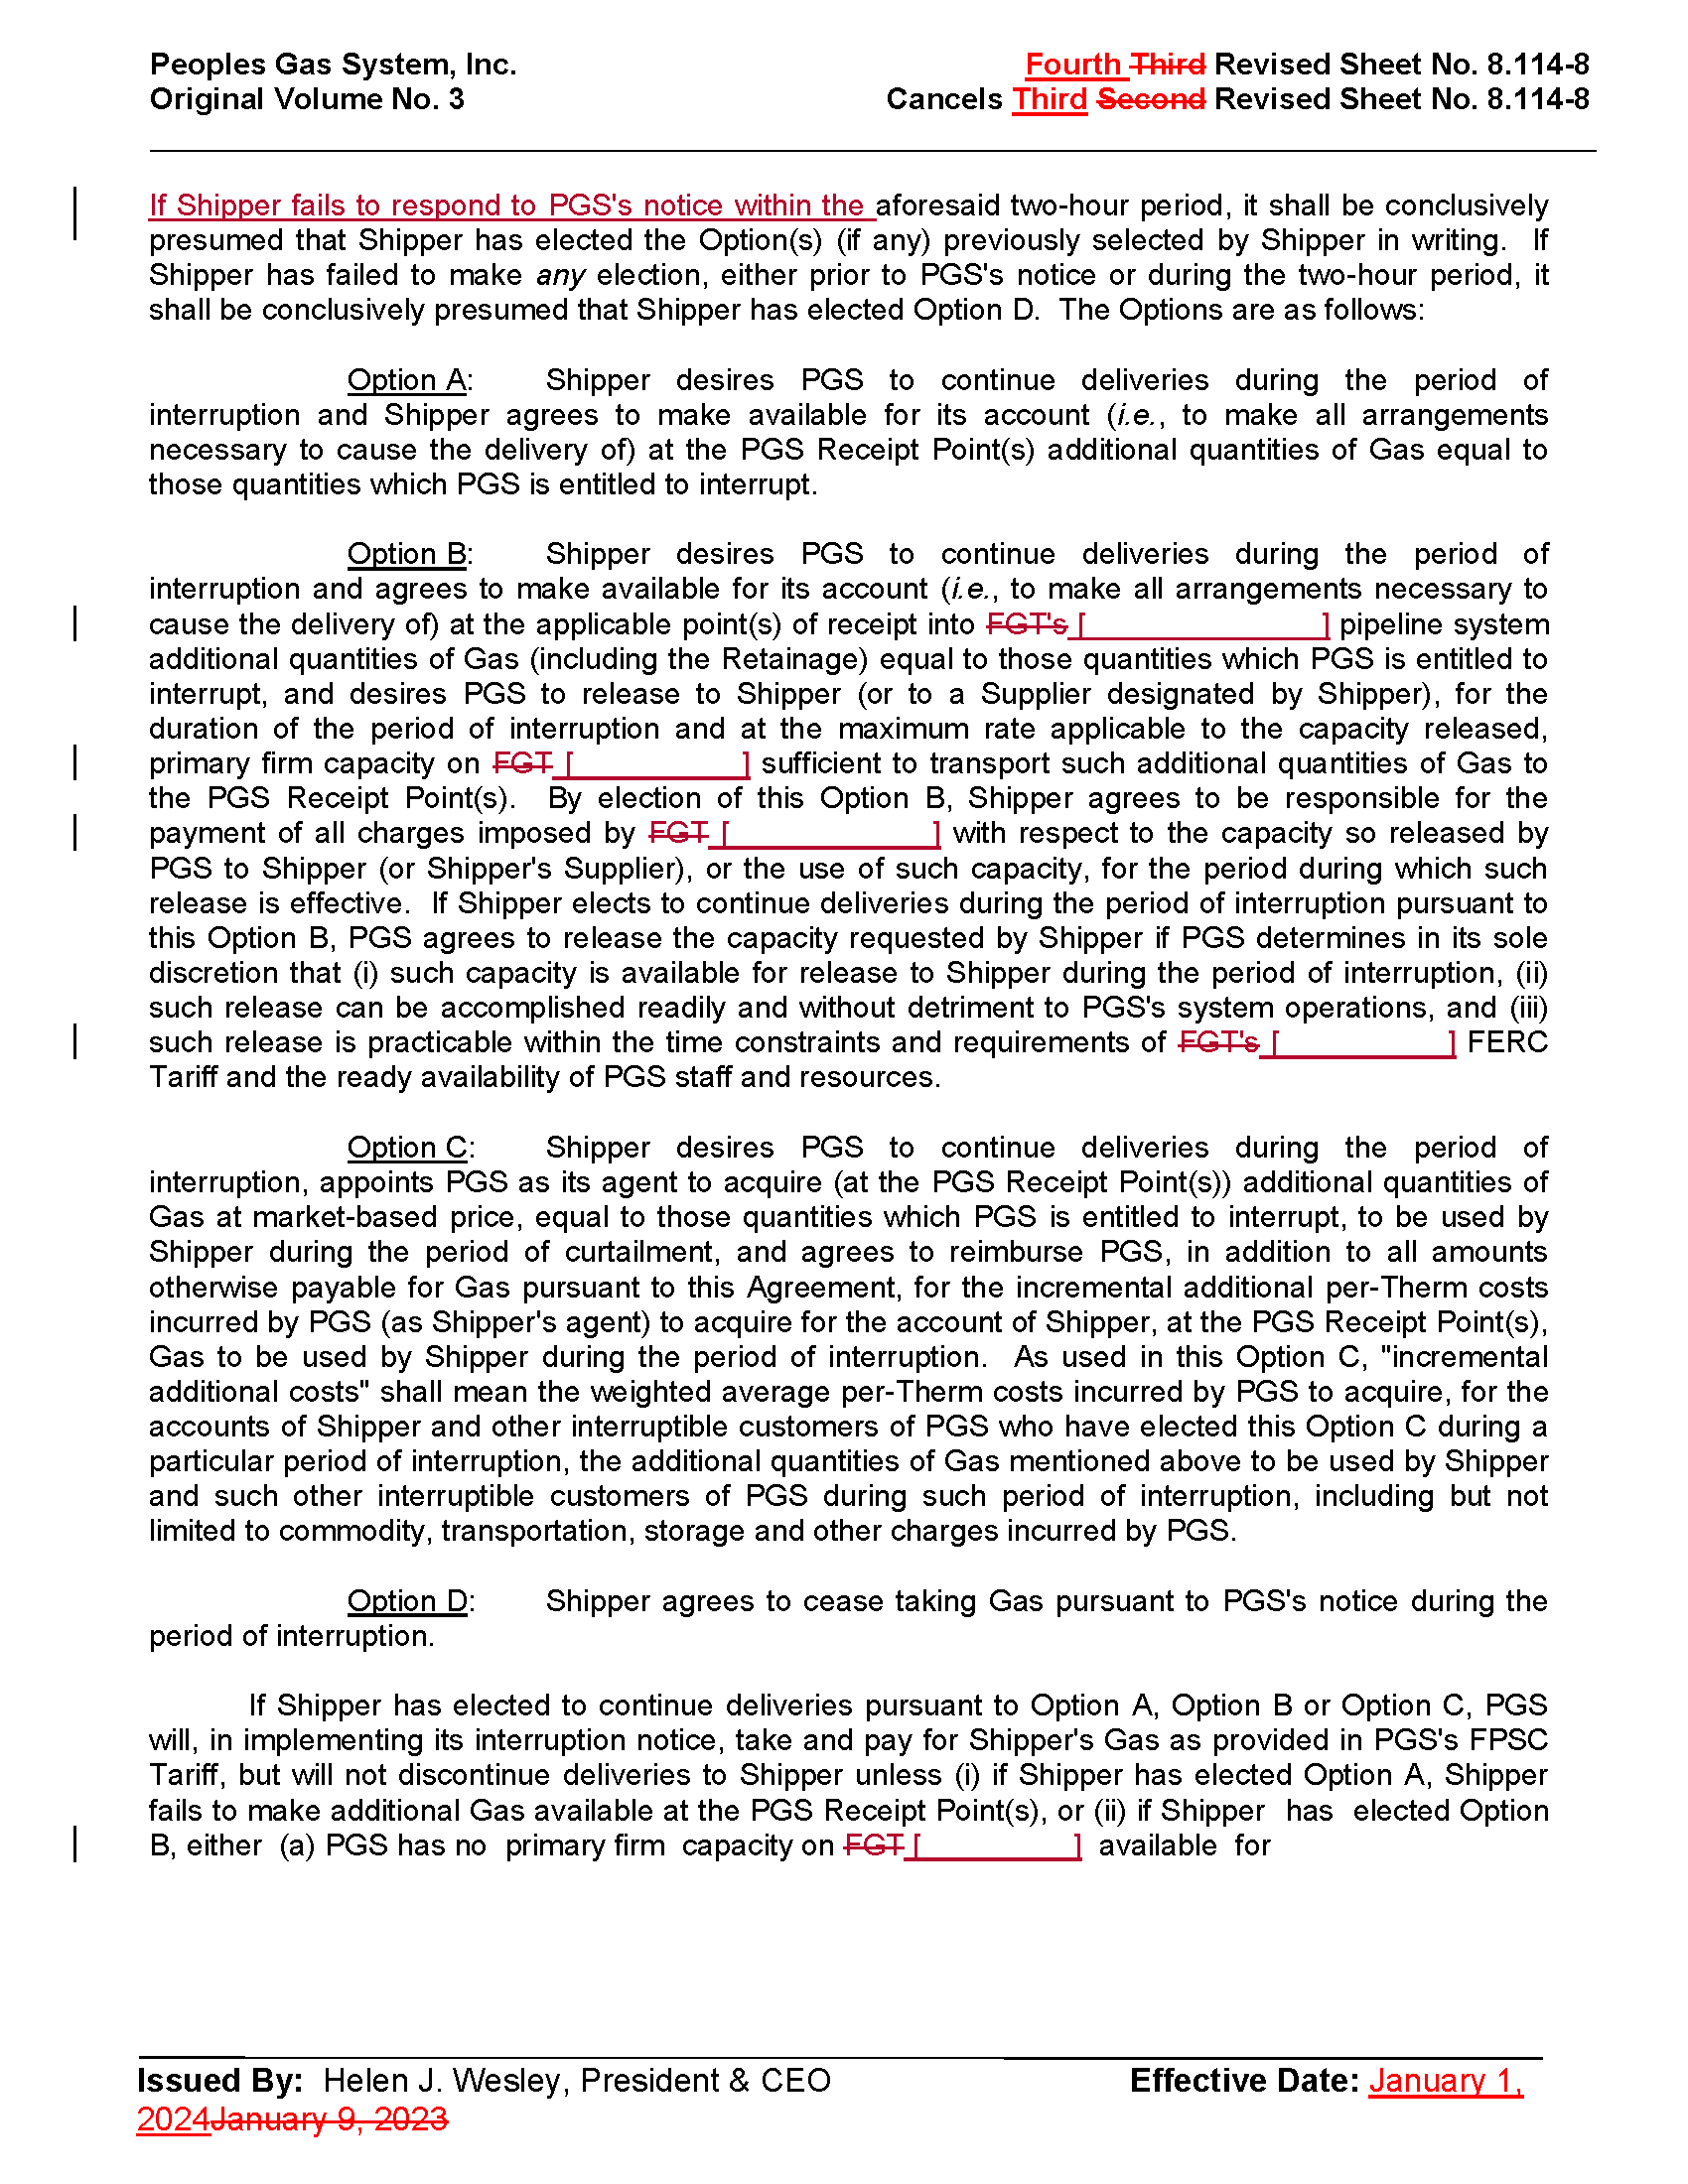 Peoples Gas System, Inc. Fourth Third Revised Sheet No. 8.114-8
Original Volume No. 3 Cancels Third Second Revised Sheet No. 8.114-8
If Shipper fails to respond to PGS's notice within the aforesaid two-hour period, it shall be conclusively
presumed that Shipper has elected the Option(s) (if any) previously selected by Shipper in writing. If
Shipper has failed to make any election, either prior to PGS's notice or during the two-hour period, it
shall be conclusively presumed that Shipper has elected Option D. The Options are as follows:
Option A: Shipper desires PGS to continue deliveries during the period of
interruption and Shipper agrees to make available for its account (i.e., to make all arrangements
necessary to cause the delivery of) at the PGS Receipt Point(s) additional quantities of Gas equal to
those quantities which PGS is entitled to interrupt.
Option B: Shipper desires PGS to continue deliveries during the period of
interruption and agrees to make available for its account (i.e., to make all arrangements necessary to
cause the delivery of) at the applicable point(s) of receipt into FGT's [ ] pipeline system
additional quantities of Gas (including the Retainage) equal to those quantities which PGS is entitled to
interrupt, and desires PGS to release to Shipper (or to a Supplier designated by Shipper), for the
duration of the period of interruption and at the maximum rate applicable to the capacity released,
primary firm capacity on FGT [ ] sufficient to transport such additional quantities of Gas to
the PGS Receipt Point(s). By election of this Option B, Shipper agrees to be responsible for the
payment of all charges imposed by FGT [ ] with respect to the capacity so released by
PGS to Shipper (or Shipper's Supplier), or the use of such capacity, for the period during which such
release is effective. If Shipper elects to continue deliveries during the period of interruption pursuant to
this Option B, PGS agrees to release the capacity requested by Shipper if PGS determines in its sole
discretion that (i) such capacity is available for release to Shipper during the period of interruption, (ii)
such release can be accomplished readily and without detriment to PGS's system operations, and (iii)
such release is practicable within the time constraints and requirements of FGT's [ ] FERC
Tariff and the ready availability of PGS staff and resources.
Option C: Shipper desires PGS to continue deliveries during the period of
interruption, appoints PGS as its agent to acquire (at the PGS Receipt Point(s)) additional quantities of
Gas at market-based price, equal to those quantities which PGS is entitled to interrupt, to be used by
Shipper during the period of curtailment, and agrees to reimburse PGS, in addition to all amounts
otherwise payable for Gas pursuant to this Agreement, for the incremental additional per-Therm costs
incurred by PGS (as Shipper's agent) to acquire for the account of Shipper, at the PGS Receipt Point(s),
Gas to be used by Shipper during the period of interruption. As used in this Option C, "incremental
additional costs" shall mean the weighted average per-Therm costs incurred by PGS to acquire, for the
accounts of Shipper and other interruptible customers of PGS who have elected this Option C during a
particular period of interruption, the additional quantities of Gas mentioned above to be used by Shipper
and such other interruptible customers of PGS during such period of interruption, including but not
limited to commodity, transportation, storage and other charges incurred by PGS.
Option D: Shipper agrees to cease taking Gas pursuant to PGS's notice during the
period of interruption.
If Shipper has elected to continue deliveries pursuant to Option A, Option B or Option C, PGS
will, in implementing its interruption notice, take and pay for Shipper's Gas as provided in PGS's FPSC
Tariff, but will not discontinue deliveries to Shipper unless (i) if Shipper has elected Option A, Shipper
fails to make additional Gas available at the PGS Receipt Point(s), or (ii) if Shipper has elected Option
B, either (a) PGS has no primary firm capacity on FGT [ ] available for
Issued By: Helen J. Wesley, President & CEO Effective Date: January 1,
2024January 9, 2023